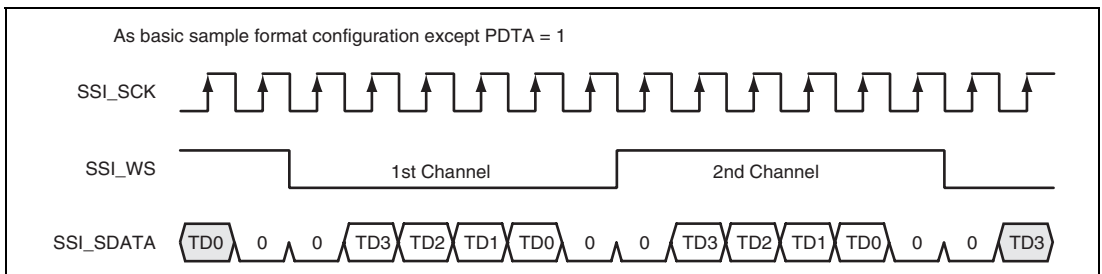 As basic sample format configuration except PDTA = 1
SSI_SCK
SSI_WS 1st Channel 2nd Channel
SSI_SDATA TD0 0 0 TD3 TD2 TD1 TD0 0 0 TD3 TD2 TD1 TD0 0 0 TD3